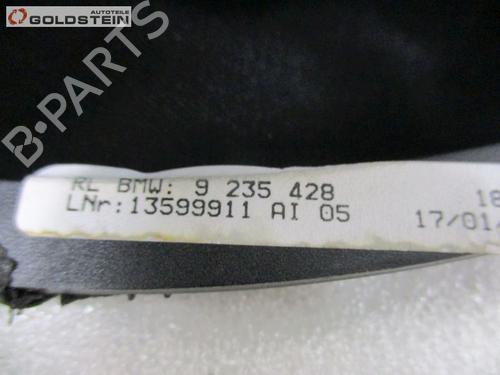 AUTOTEILE
GOLDSTEIN
B-PARTS
RL BMW: 9 235 428
LNr:13599911 AI 05
18
17/01